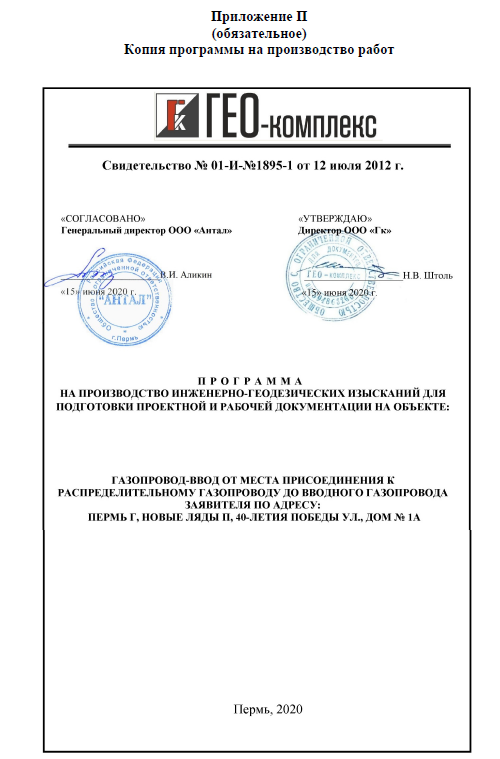 Приложение П
(обязательное)
Копия программы на производство работ
ГК ГЕО-комплекс
Свидетельство № 01-И-№1895-1 от 12 июля 2012 г.
«СОГЛАСОВАНО»
Генеральный директор ООО «Антал»
В.И. Аликин
«15» июня 2020 г.
"АНТАЛ"
г.Пермь
«УТВЕРЖДАЮ»
Директор ООО «Гк»
Н.В. Штоль
«15» июня 2020 г.
П Р О Г Р А М М А
НА ПРОИЗВОДСТВО ИНЖЕНЕРНО-ГЕОДЕЗИЧЕСКИХ ИЗЫСКАНИЙ ДЛЯ
ПОДГОТОВКИ ПРОЕКТНОЙ И РАБОЧЕЙ ДОКУМЕНТАЦИИ НА ОБЪЕКТЕ:
ГАЗОПРОВОД-ВВОД ОТ МЕСТА ПРИСОЕДИНЕНИЯ К
РАСПРЕДЕЛИТЕЛЬНОМУ ГАЗОПРОВОДУ ДО ВВОДНОГО ГАЗОПРОВОДА
ЗАЯВИТЕЛЯ ПО АДРЕСУ:
ПЕРМЬ Г, НОВЫЕ ЛЯДЫ П, 40-ЛЕТИЯ ПОБЕДЫ УЛ., ДОМ № 1А
Пермь, 2020